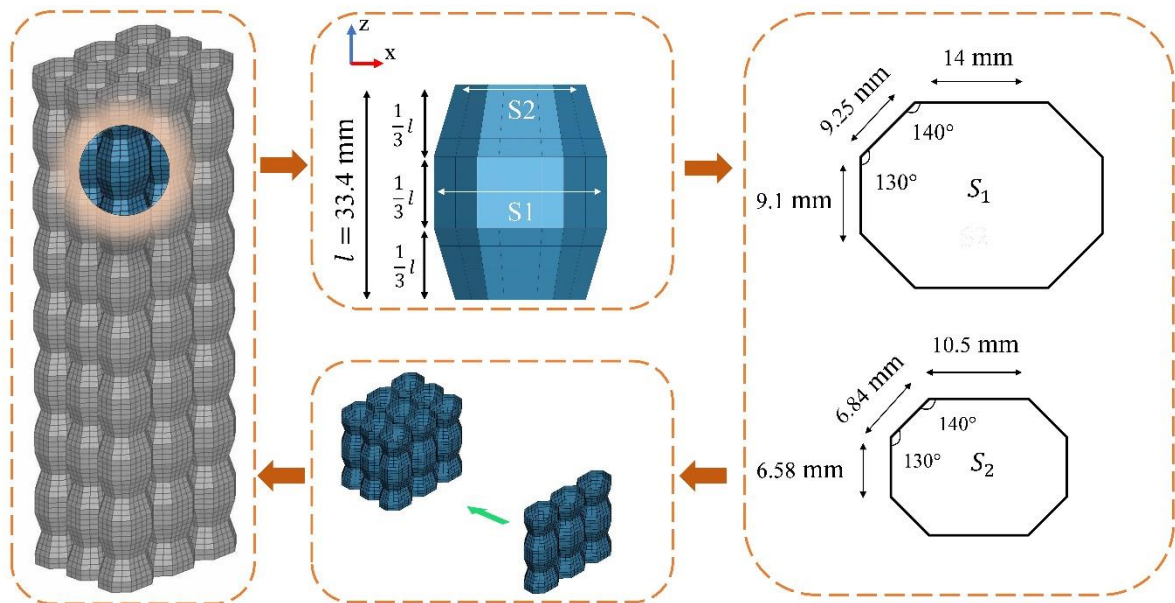 z
x
l = 33.4 mm
1/3 l
1/3 l
1/3 l
S2
S1
14 mm
9.25 mm
140°
130°
9.1 mm
S₁
10.5 mm
6.84 mm
140°
130°
6.58 mm
S₂